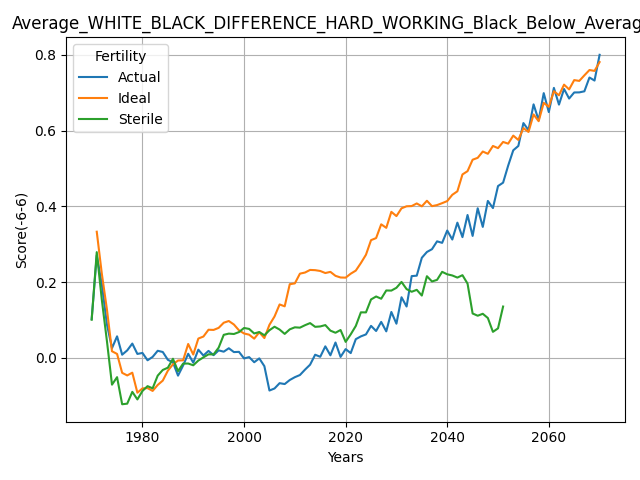 Average_WHITE_BLACK_DIFFERENCE_HARD_WORKING_Black_Below_Averag
Fertility
Actual
Ideal
Sterile
Score(-6-6)
0.8
0.6
0.4
0.2
0.0
1980 2000 2020 2040 2060
Years